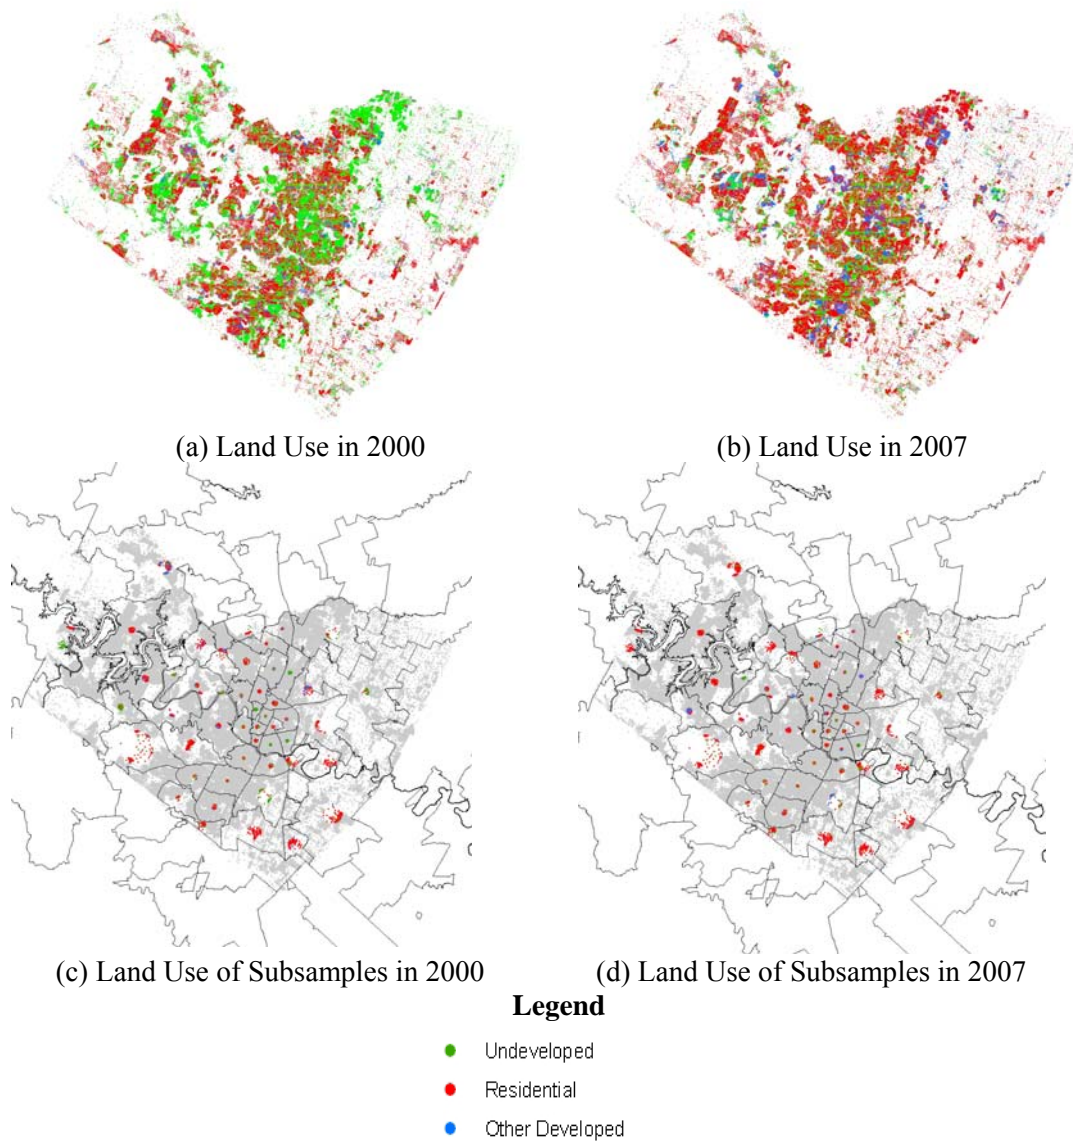 (a) Land Use in 2000
(b) Land Use in 2007
(c) Land Use of Subsamples in 2000
(d) Land Use of Subsamples in 2007
Legend
Undeveloped
Residential
Other Developed